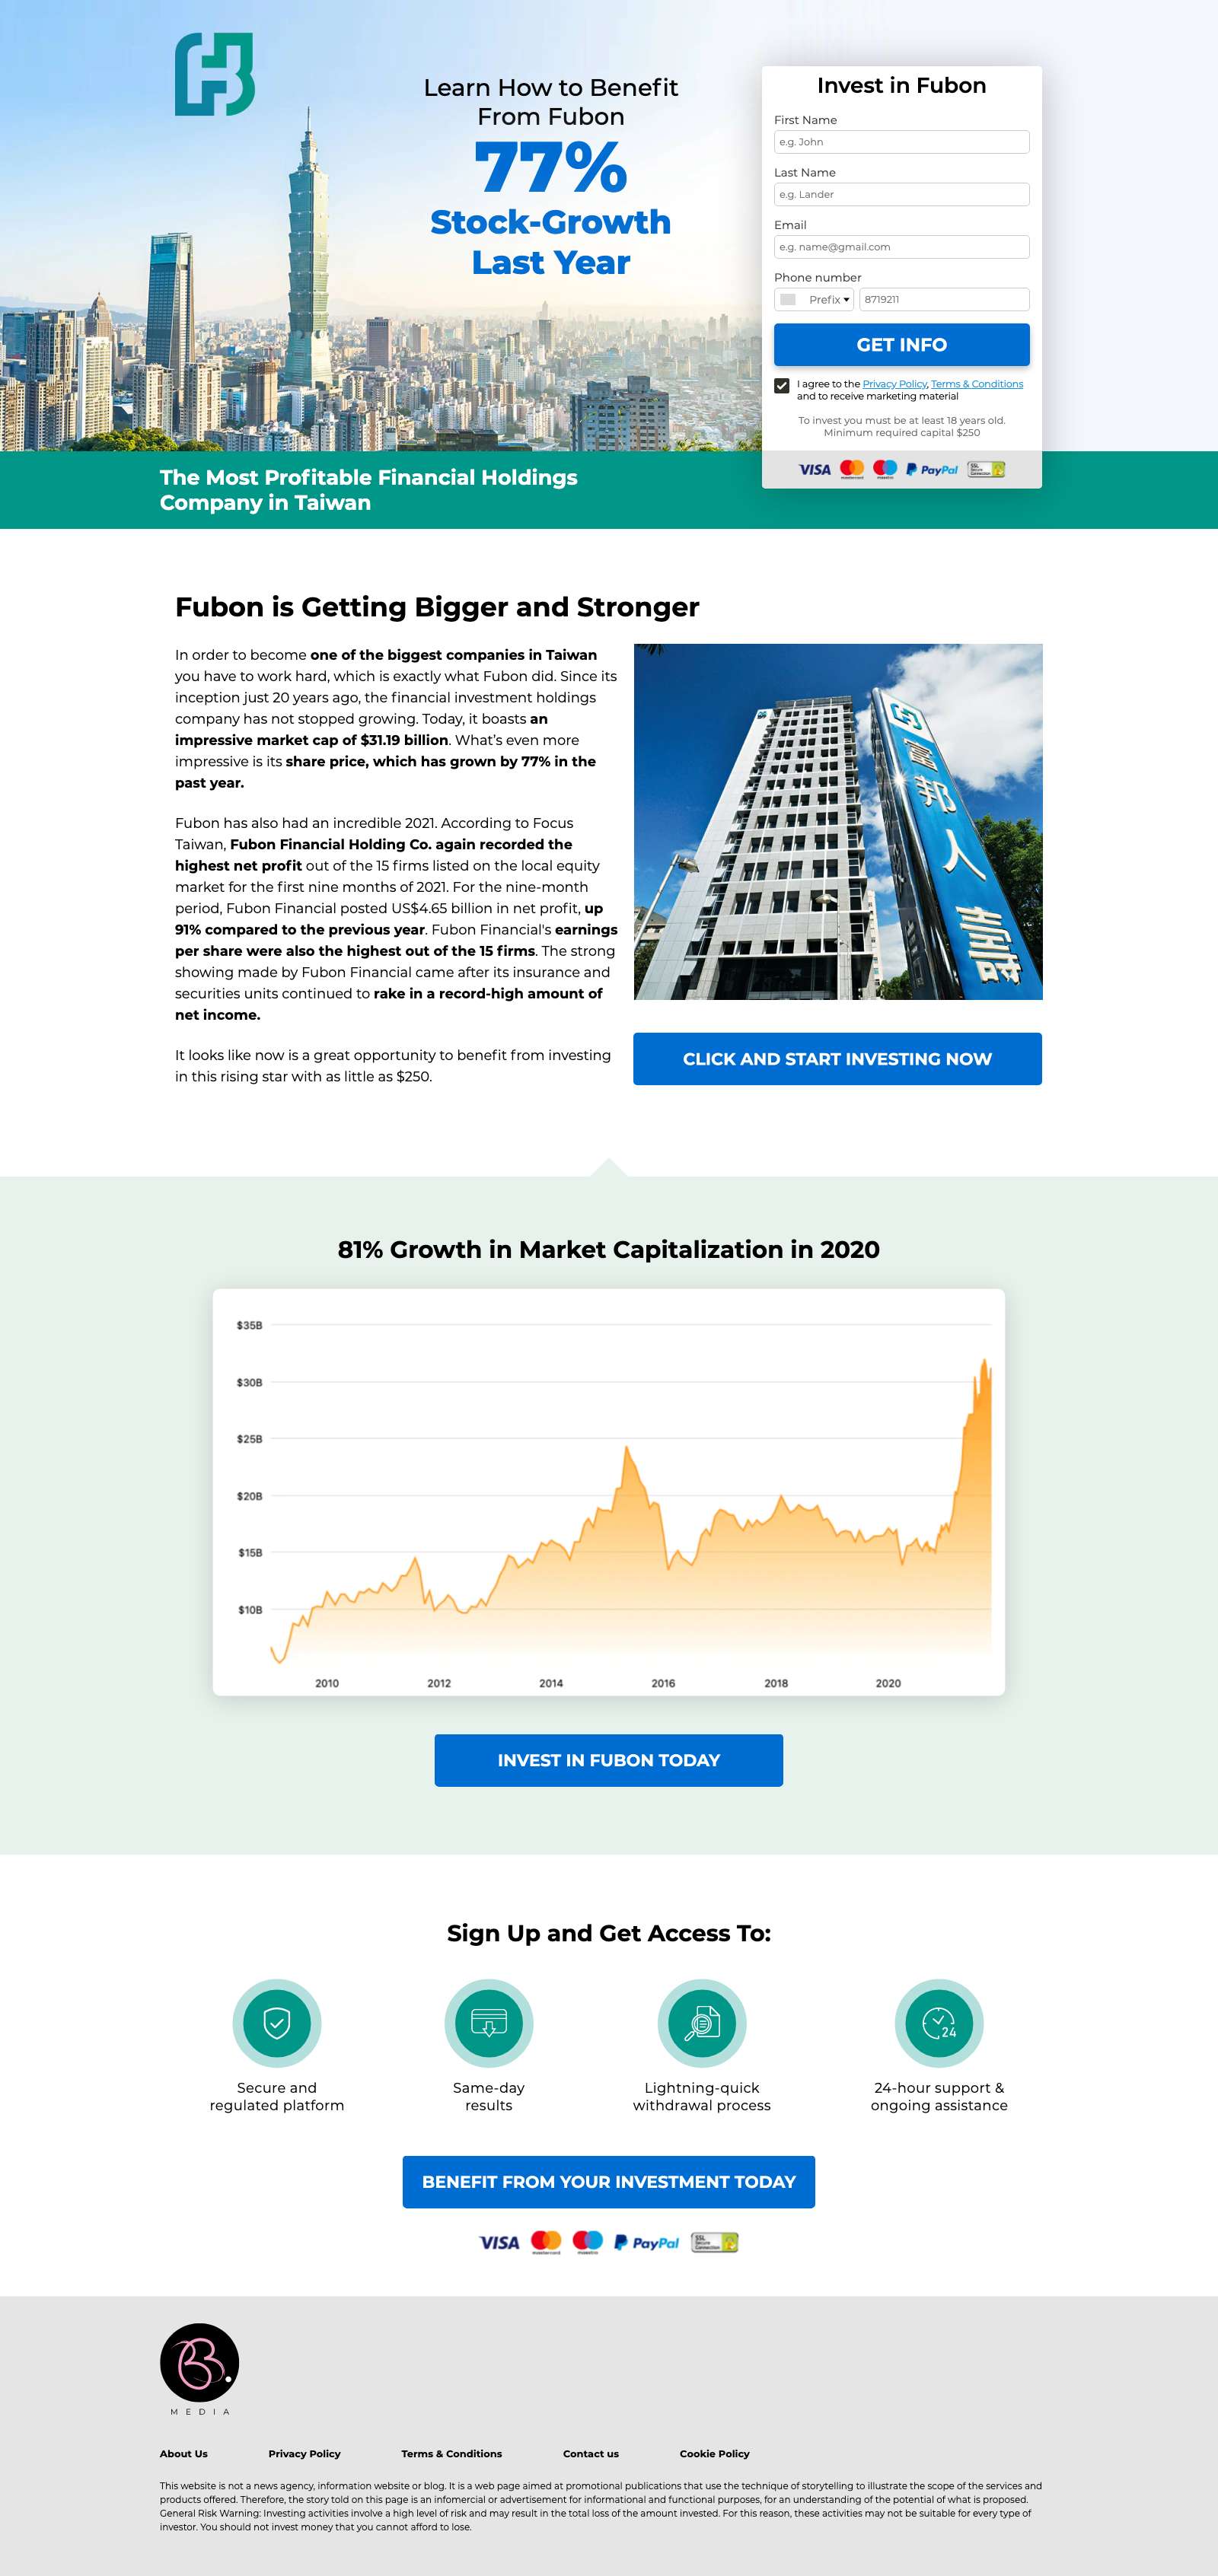 Learn How to Benefit
From Fubon
77%
Stock-Growth
Last Year
Invest in Fubon
First Name
e.g. John
Last Name
e.g. Lander
Email
e.g. name@gmail.com
Phone number
Prefix
8719211
GET INFO
I agree to the Privacy Policy, Terms & Conditions
and to receive marketing material
To invest you must be at least 18 years old.
Minimum required capital $250
VISA mastercard maestro PayPal SSL Secure Connection
The Most Profitable Financial Holdings
Company in Taiwan
Fubon is Getting Bigger and Stronger
In order to become one of the biggest companies in Taiwan
you have to work hard, which is exactly what Fubon did. Since its
inception just 20 years ago, the financial investment holdings
company has not stopped growing. Today, it boasts an
impressive market cap of $31.19 billion. What's even more
impressive is its share price, which has grown by 77% in the
past year.
Fubon has also had an incredible 2021. According to Focus
Taiwan, Fubon Financial Holding Co. again recorded the
highest net profit out of the 15 firms listed on the local equity
market for the first nine months of 2021. For the nine-month
period, Fubon Financial posted US$4.65 billion in net profit, up
91% compared to the previous year. Fubon Financial's earnings
per share were also the highest out of the 15 firms. The strong
showing made by Fubon Financial came after its insurance and
securities units continued to rake in a record-high amount of
net income.
It looks like now is a great opportunity to benefit from investing
in this rising star with as little as $250.
富邦人壽
CLICK AND START INVESTING NOW
81% Growth in Market Capitalization in 2020
$35B
$30B
$25B
$20B
$15B
$10B
2010 2012 2014 2016 2018 2020
INVEST IN FUBON TODAY
Sign Up and Get Access To:
24
Secure and
regulated platform
Same-day
results
Lightning-quick
withdrawal process
24-hour support &
ongoing assistance
BENEFIT FROM YOUR INVESTMENT TODAY
VISA mastercard maestro PayPal SSL Secure Connection
B.
MEDIA
About Us Privacy Policy Terms & Conditions Contact us Cookie Policy
This website is not a news agency, information website or blog. It is a web page aimed at promotional publications that use the technique of storytelling to illustrate the scope of the services and
products offered. Therefore, the story told on this page is an infomercial or advertisement for informational and functional purposes, for an understanding of the potential of what is proposed.
General Risk Warning: Investing activities involve a high level of risk and may result in the total loss of the amount invested. For this reason, these activities may not be suitable for every type of
investor. You should not invest money that you cannot afford to lose.